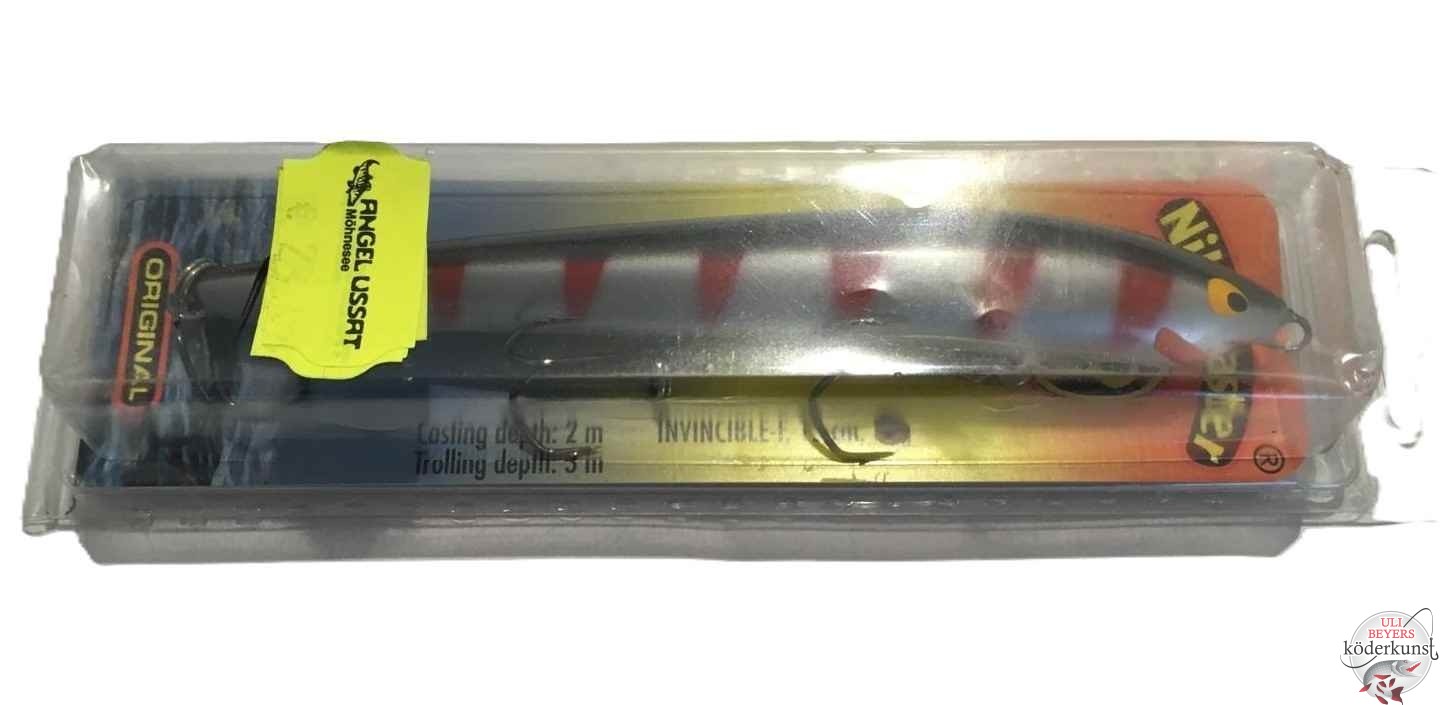 ORIGINAL
ANGEL USSAT
Möhnesee
Casting depth: 2 m
Trolling depth: 3 m
INVINCIBLE-F,
®
ULI
BEYERS
köderkunst